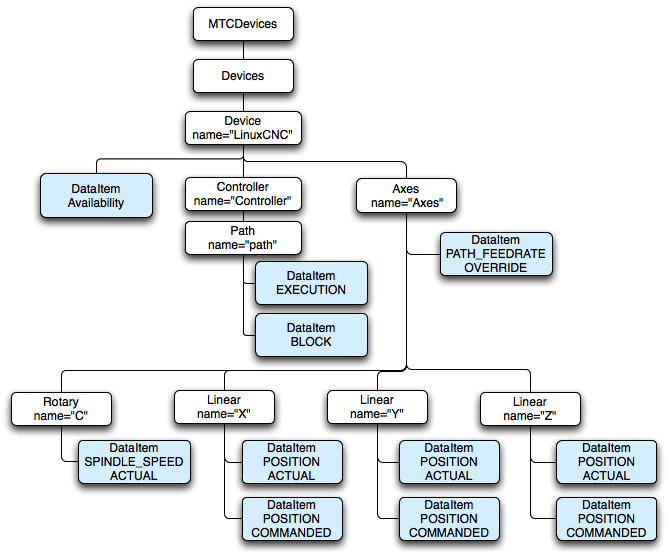 MTCDevices
Devices
Device
name="LinuxCNC"
DataItem
Availability
Controller
name="Controller"
Axes
name="Axes"
Path
name="path"
DataItem
PATH_FEEDRATE
OVERRIDE
DataItem
EXECUTION
DataItem
BLOCK
Rotary
name="C"
Linear
name="X"
Linear
name="Y"
Linear
name="Z"
DataItem
SPINDLE_SPEED
ACTUAL
DataItem
POSITION
ACTUAL
DataItem
POSITION
ACTUAL
DataItem
POSITION
ACTUAL
DataItem
POSITION
COMMANDED
DataItem
POSITION
COMMANDED
DataItem
POSITION
COMMANDED